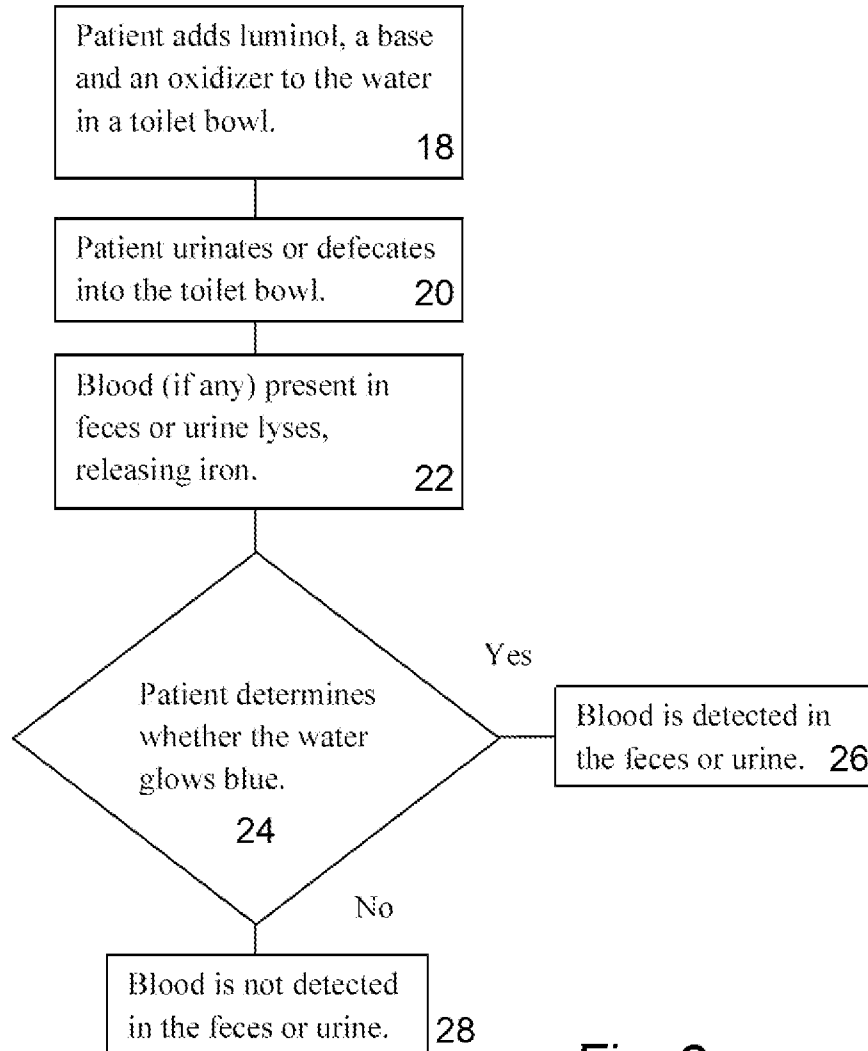 Patient adds luminol, a base
and an oxidizer to the water
in a toilet bowl.
18
Patient urinates or defecates
into the toilet bowl. 20
Blood (if any) present in
feces or urine lyses,
releasing iron. 22
Patient determines
whether the water
glows blue.
24
Yes
Blood is detected in
the feces or urine. 26
No
Blood is not detected
in the feces or urine. 28